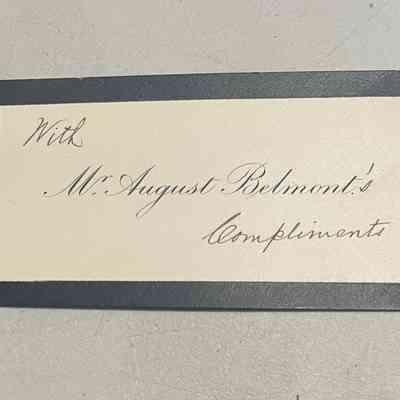 With
Mr. August Belmont.'s
Compliments